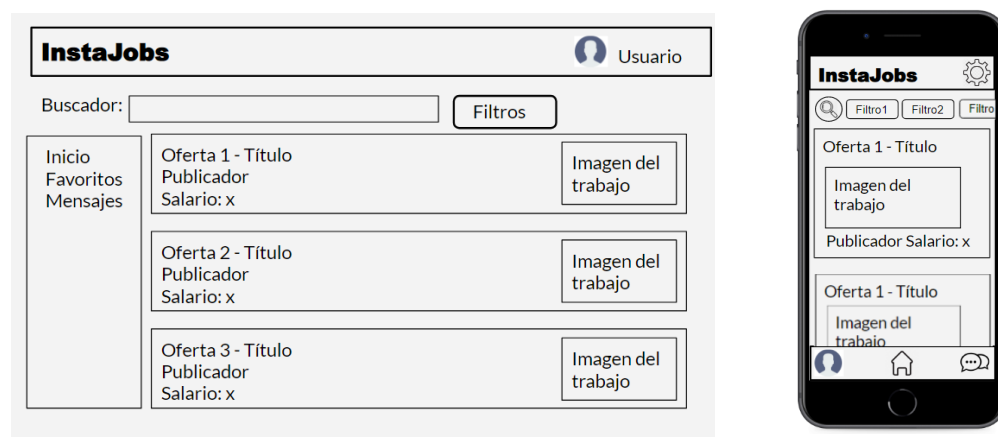 InstaJobs
Usuario
Buscador:
Filtros
Inicio
Favoritos
Mensajes
Oferta 1 - Título
Publicador
Salario: x
Imagen del
trabajo
Oferta 2 - Título
Publicador
Salario: x
Imagen del
trabajo
Oferta 3 - Título
Publicador
Salario: x
Imagen del
trabajo
InstaJobs
Filtro1
Filtro2
Filtro
Oferta 1 - Título
Imagen del
trabajo
Publicador Salario: x
Oferta 1 - Título
Imagen del
trabajo